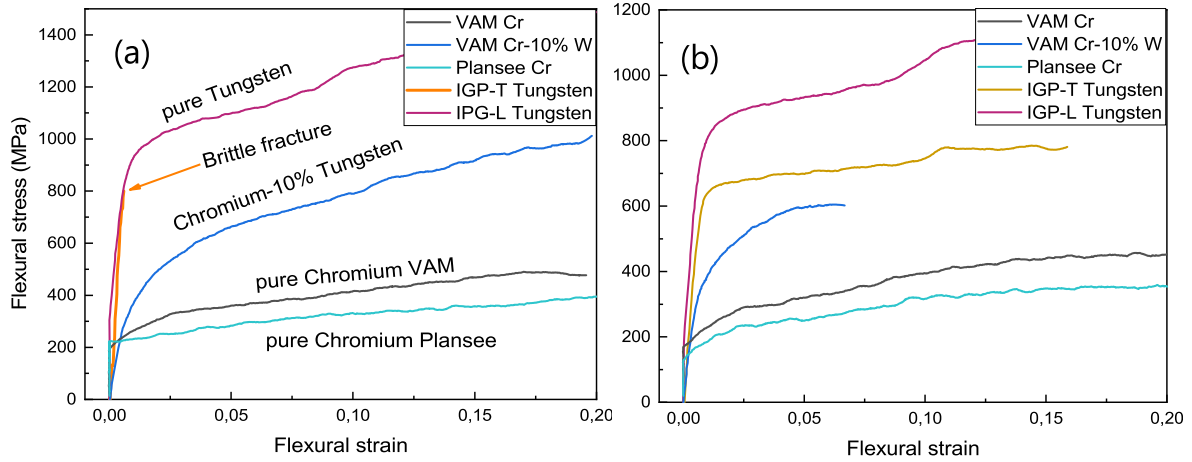 (a)
VAM Cr
VAM Cr-10% W
Plansee Cr
IGP-T Tungsten
IPG-L Tungsten
pure Tungsten
Brittle fracture
Chromium-10% Tungsten
pure Chromium VAM
pure Chromium Plansee
Flexural stress (MPa)
1400
1200
1000
800
600
400
200
0
0,00 0,05 0,10 0,15 0,20
Flexural strain
(b)
VAM Cr
VAM Cr-10% W
Plansee Cr
IGP-T Tungsten
IGP-L Tungsten
1200
1000
800
600
400
200
0
0,00 0,05 0,10 0,15 0,20
Flexural strain